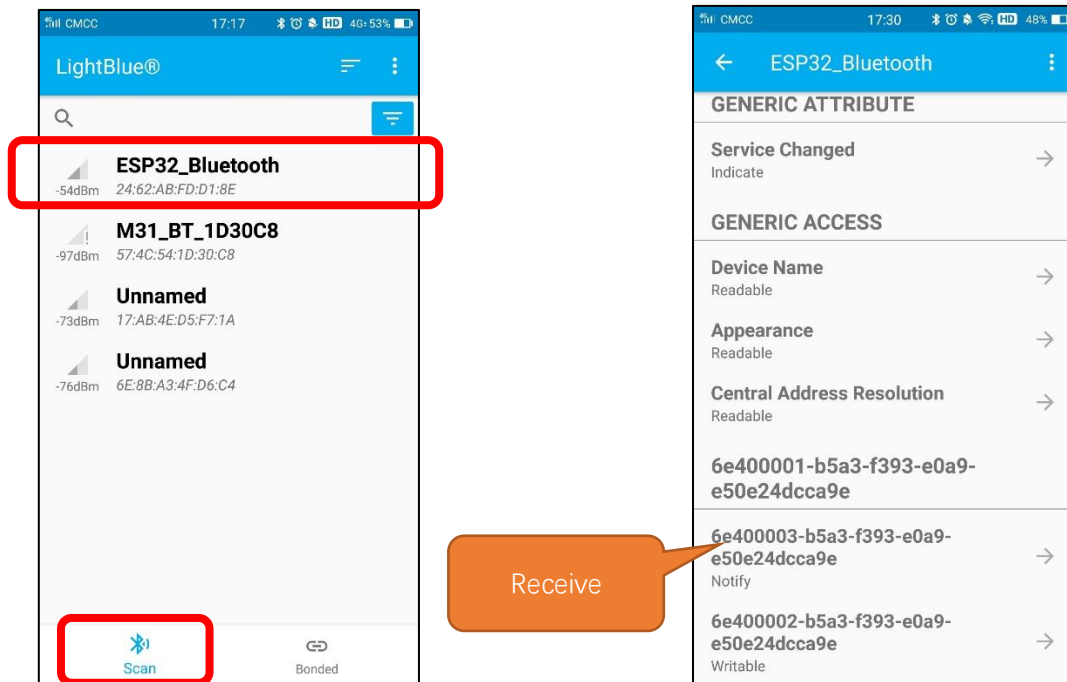 CMCC 17:17 HD 4G 53%
LightBlue®
ESP32_Bluetooth
-54dBm 24:62:AB:FD:D1:8E
M31_BT_1D30C8
-97dBm 57:4C:54:1D:30:C8
Unnamed
-73dBm 17:AB:4E:D5:F7:1A
Unnamed
-76dBm 6E:8B:A3:4F:D6:C4
Scan
Bonded
Receive
CMCC 17:30 HD 48%
ESP32_Bluetooth
GENERIC ATTRIBUTE
Service Changed
Indicate
GENERIC ACCESS
Device Name
Readable
Appearance
Readable
Central Address Resolution
Readable
6e400001-b5a3-f393-e0a9-
e50e24dcca9e
6e400003-b5a3-f393-e0a9-
e50e24dcca9e
Notify
6e400002-b5a3-f393-e0a9-
e50e24dcca9e
Writable